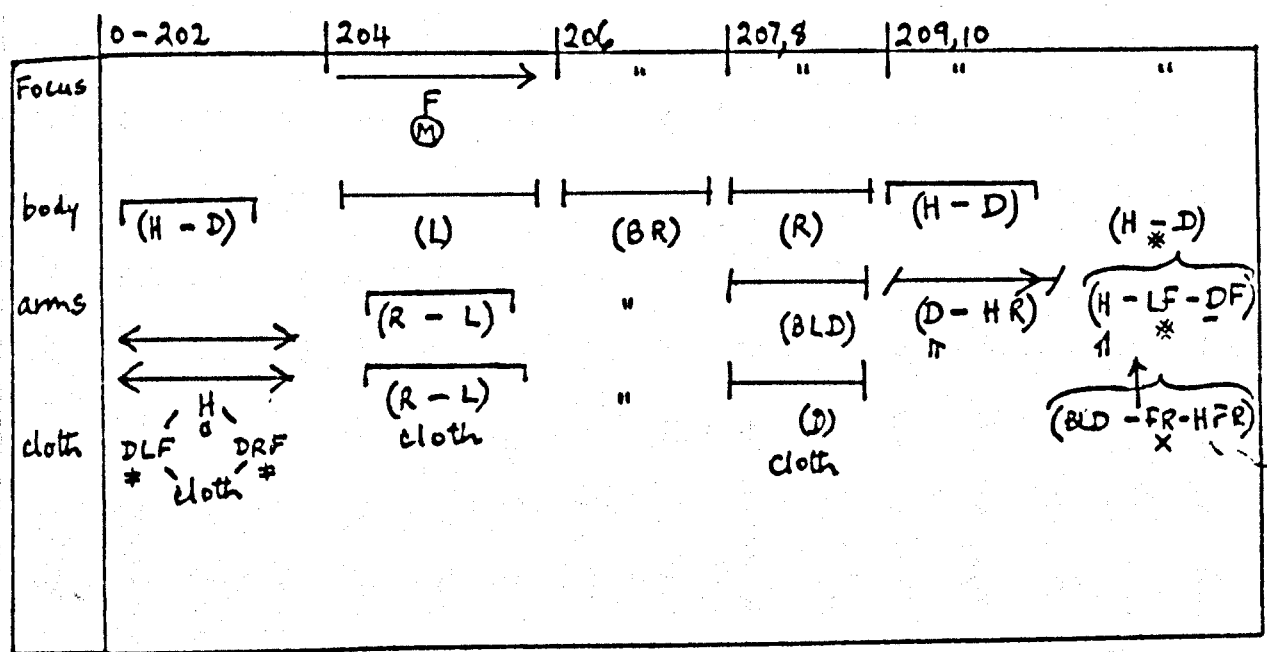 0-202 204 206 207,8 209,10
Focus " " " "
F
M
body (H - D) (L) (BR) (R) (H - D) (H - D)
arms (R - L) " (BLD) (D - HR) (H - LF - DF)
(R - L) " (D) (BLD - FR - HFR)
cloth DLF H DRF cloth cloth
cloth